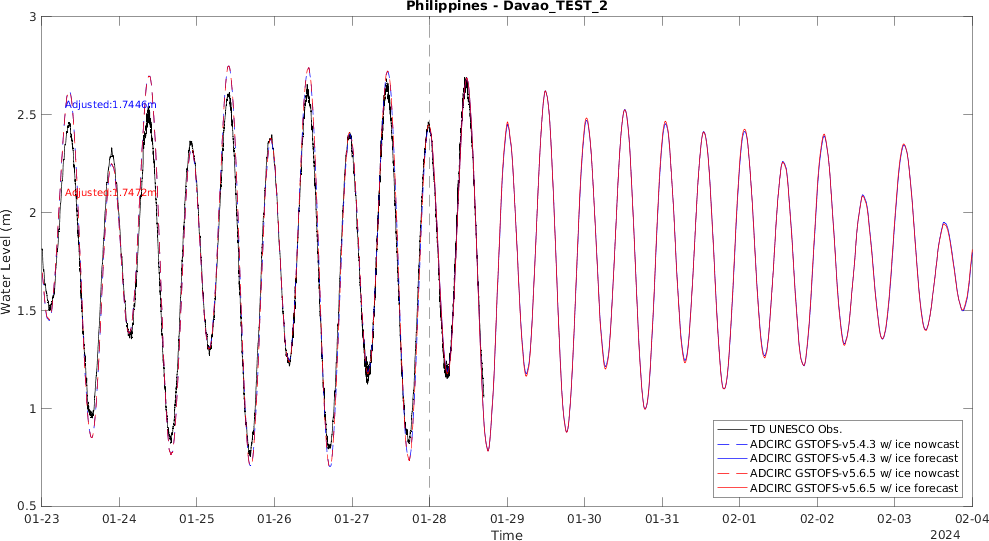 Philippines - Davao_TEST_2
3
2.5
2
1.5
1
0.5
Water Level (m)
Adjusted:1.7446m
Adjusted:1.7472m
TD UNESCO Obs.
ADCIRC GSTOFS-v5.4.3 w/ ice nowcast
ADCIRC GSTOFS-v5.4.3 w/ ice forecast
ADCIRC GSTOFS-v5.6.5 w/ ice nowcast
ADCIRC GSTOFS-v5.6.5 w/ ice forecast
01-23 01-24 01-25 01-26 01-27 01-28 01-29 01-30 01-31 02-01 02-02 02-03 02-04
Time
2024